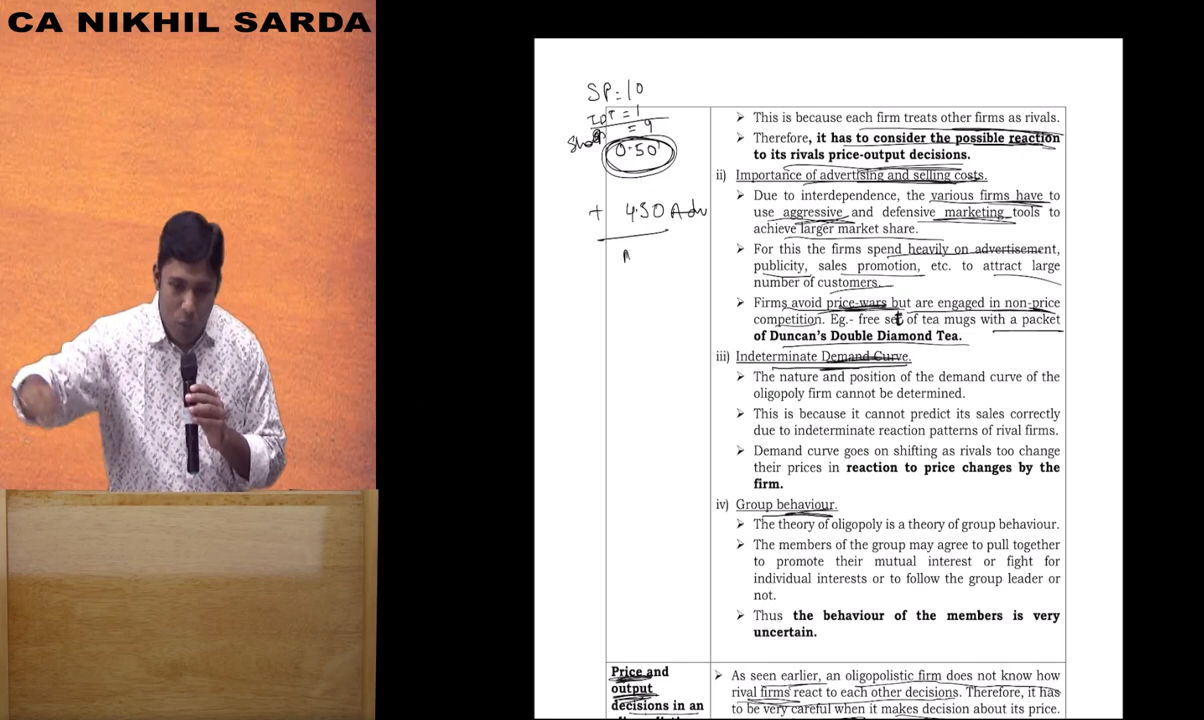 CA NIKHIL SARDA
SP = 10
= 1
= 9
0.50
+ 4.50 Adv
➢ This is because each firm treats other firms as rivals.
➢ Therefore, it has to consider the possible reaction
to its rivals price-output decisions.
ii) Importance of advertising and selling costs.
➢ Due to interdependence, the various firms have to
use aggressive and defensive marketing tools to
achieve larger market share.
➢ For this the firms spend heavily on advertisement,
publicity, sales promotion, etc. to attract large
number of customers.
➢ Firms avoid price-wars but are engaged in non-price
competition. Eg.- free set of tea mugs with a packet
of Duncan's Double Diamond Tea.
iii) Indeterminate Demand Curve.
➢ The nature and position of the demand curve of the
oligopoly firm cannot be determined.
➢ This is because it cannot predict its sales correctly
due to indeterminate reaction patterns of rival firms.
➢ Demand curve goes on shifting as rivals too change
their prices in reaction to price changes by the
firm.
iv) Group behaviour.
➢ The theory of oligopoly is a theory of group behaviour.
➢ The members of the group may agree to pull together
to promote their mutual interest or fight for
individual interests or to follow the group leader or
not.
➢ Thus the behaviour of the members is very
uncertain.
Price and
output
decisions in an
➢ As seen earlier, an oligopolistic firm does not know how
rival firms react to each other decisions. Therefore, it has
to be very careful when it makes decision about its price.